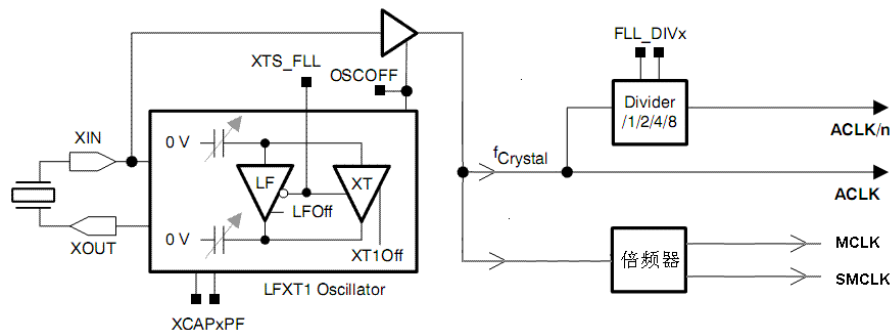 FLL_DIVx
XTS_FLL
OSCOFF
Divider
/1/2/4/8
ACLK/n
XIN
0 V
LF
XT
fCrystal
ACLK
LFOff
XOUT
0 V
XT1Off
倍频器
MCLK
SMCLK
LFXT1 Oscillator
XCAPxPF